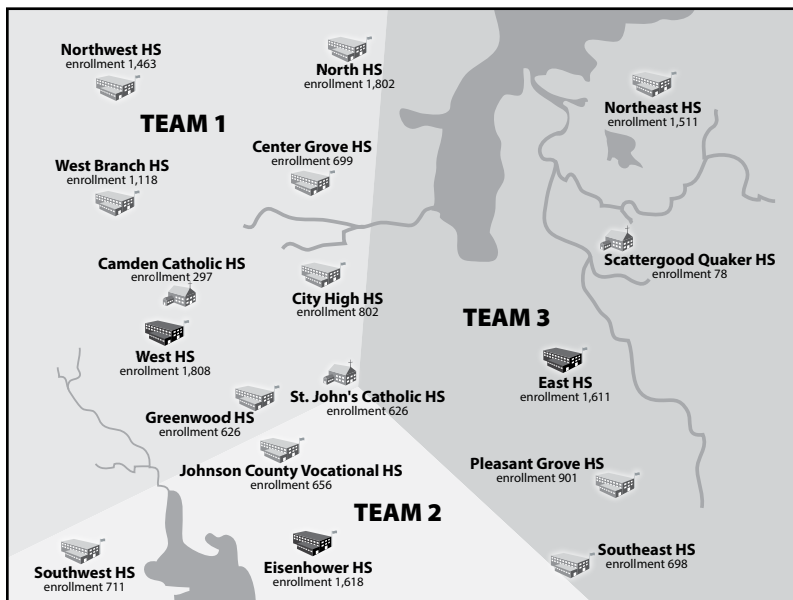 Northwest HS
enrollment 1,463
North HS
enrollment 1,802
Northeast HS
enrollment 1,511
TEAM 1
Center Grove HS
enrollment 699
West Branch HS
enrollment 1,118
Camden Catholic HS
enrollment 297
Scattergood Quaker HS
enrollment 78
City High HS
enrollment 802
TEAM 3
West HS
enrollment 1,808
East HS
enrollment 1,611
St. John's Catholic HS
enrollment 626
Greenwood HS
enrollment 626
Johnson County Vocational HS
enrollment 656
Pleasant Grove HS
enrollment 901
TEAM 2
Southwest HS
enrollment 711
Eisenhower HS
enrollment 1,618
Southeast HS
enrollment 698